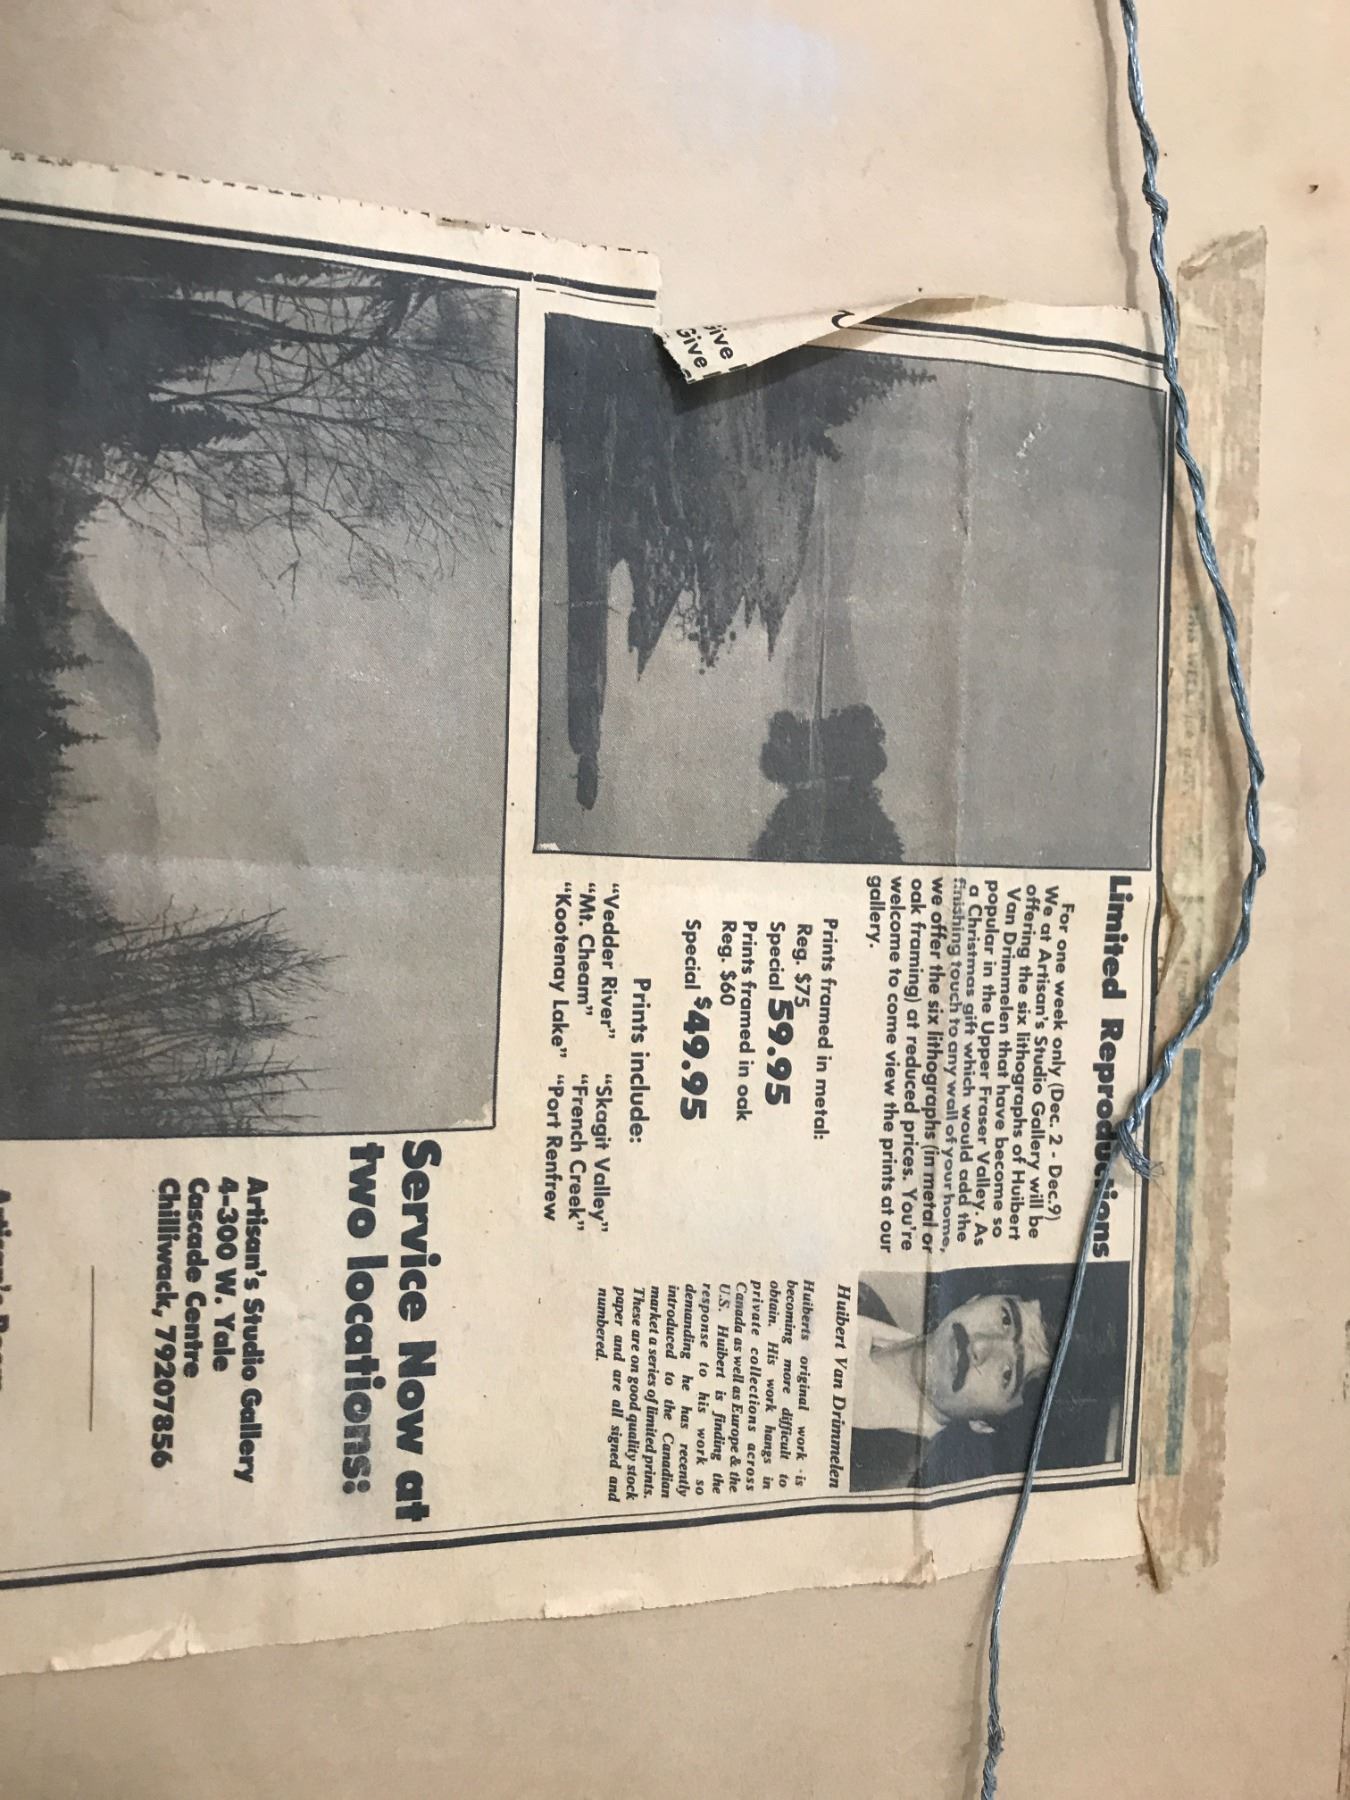 Limited Reproductions
For one week only (Dec. 2 - Dec.9)
We at Artisan's Studio Gallery will be
offering the six lithographs of Huibert
Van Drimmelen that have become so
popular in the Upper Fraser Valley. As
a Christmas gift which would add the
finishing touch to any wall of your home,
we offer the six lithographs (in metal or
oak framing) at reduced prices. You're
welcome to come view the prints at our
gallery.
Prints framed in metal:
Reg. $75
Special 59.95
Prints framed in oak
Reg. $60
Special $49.95
Prints include:
"Vedder River" "Skagit Valley"
"Mt. Cheam" "French Creek"
"Kootenay Lake" "Port Renfrew
Huibert Van Drimmelen
Huiberts original work is
becoming more difficult to
obtain. His work hangs in
private collections across
Canada as well as Europe & the
U.S. Huibert is finding the
response to his work so
demanding he has recently
introduced to the Canadian
market a series of limited prints.
These are on good quality stock
paper and are all signed and
numbered.
Service Now at
two locations:
Artisan's Studio Gallery
4-300 W. Yale
Cascade Centre
Chilliwack, 79207856
Give
Give